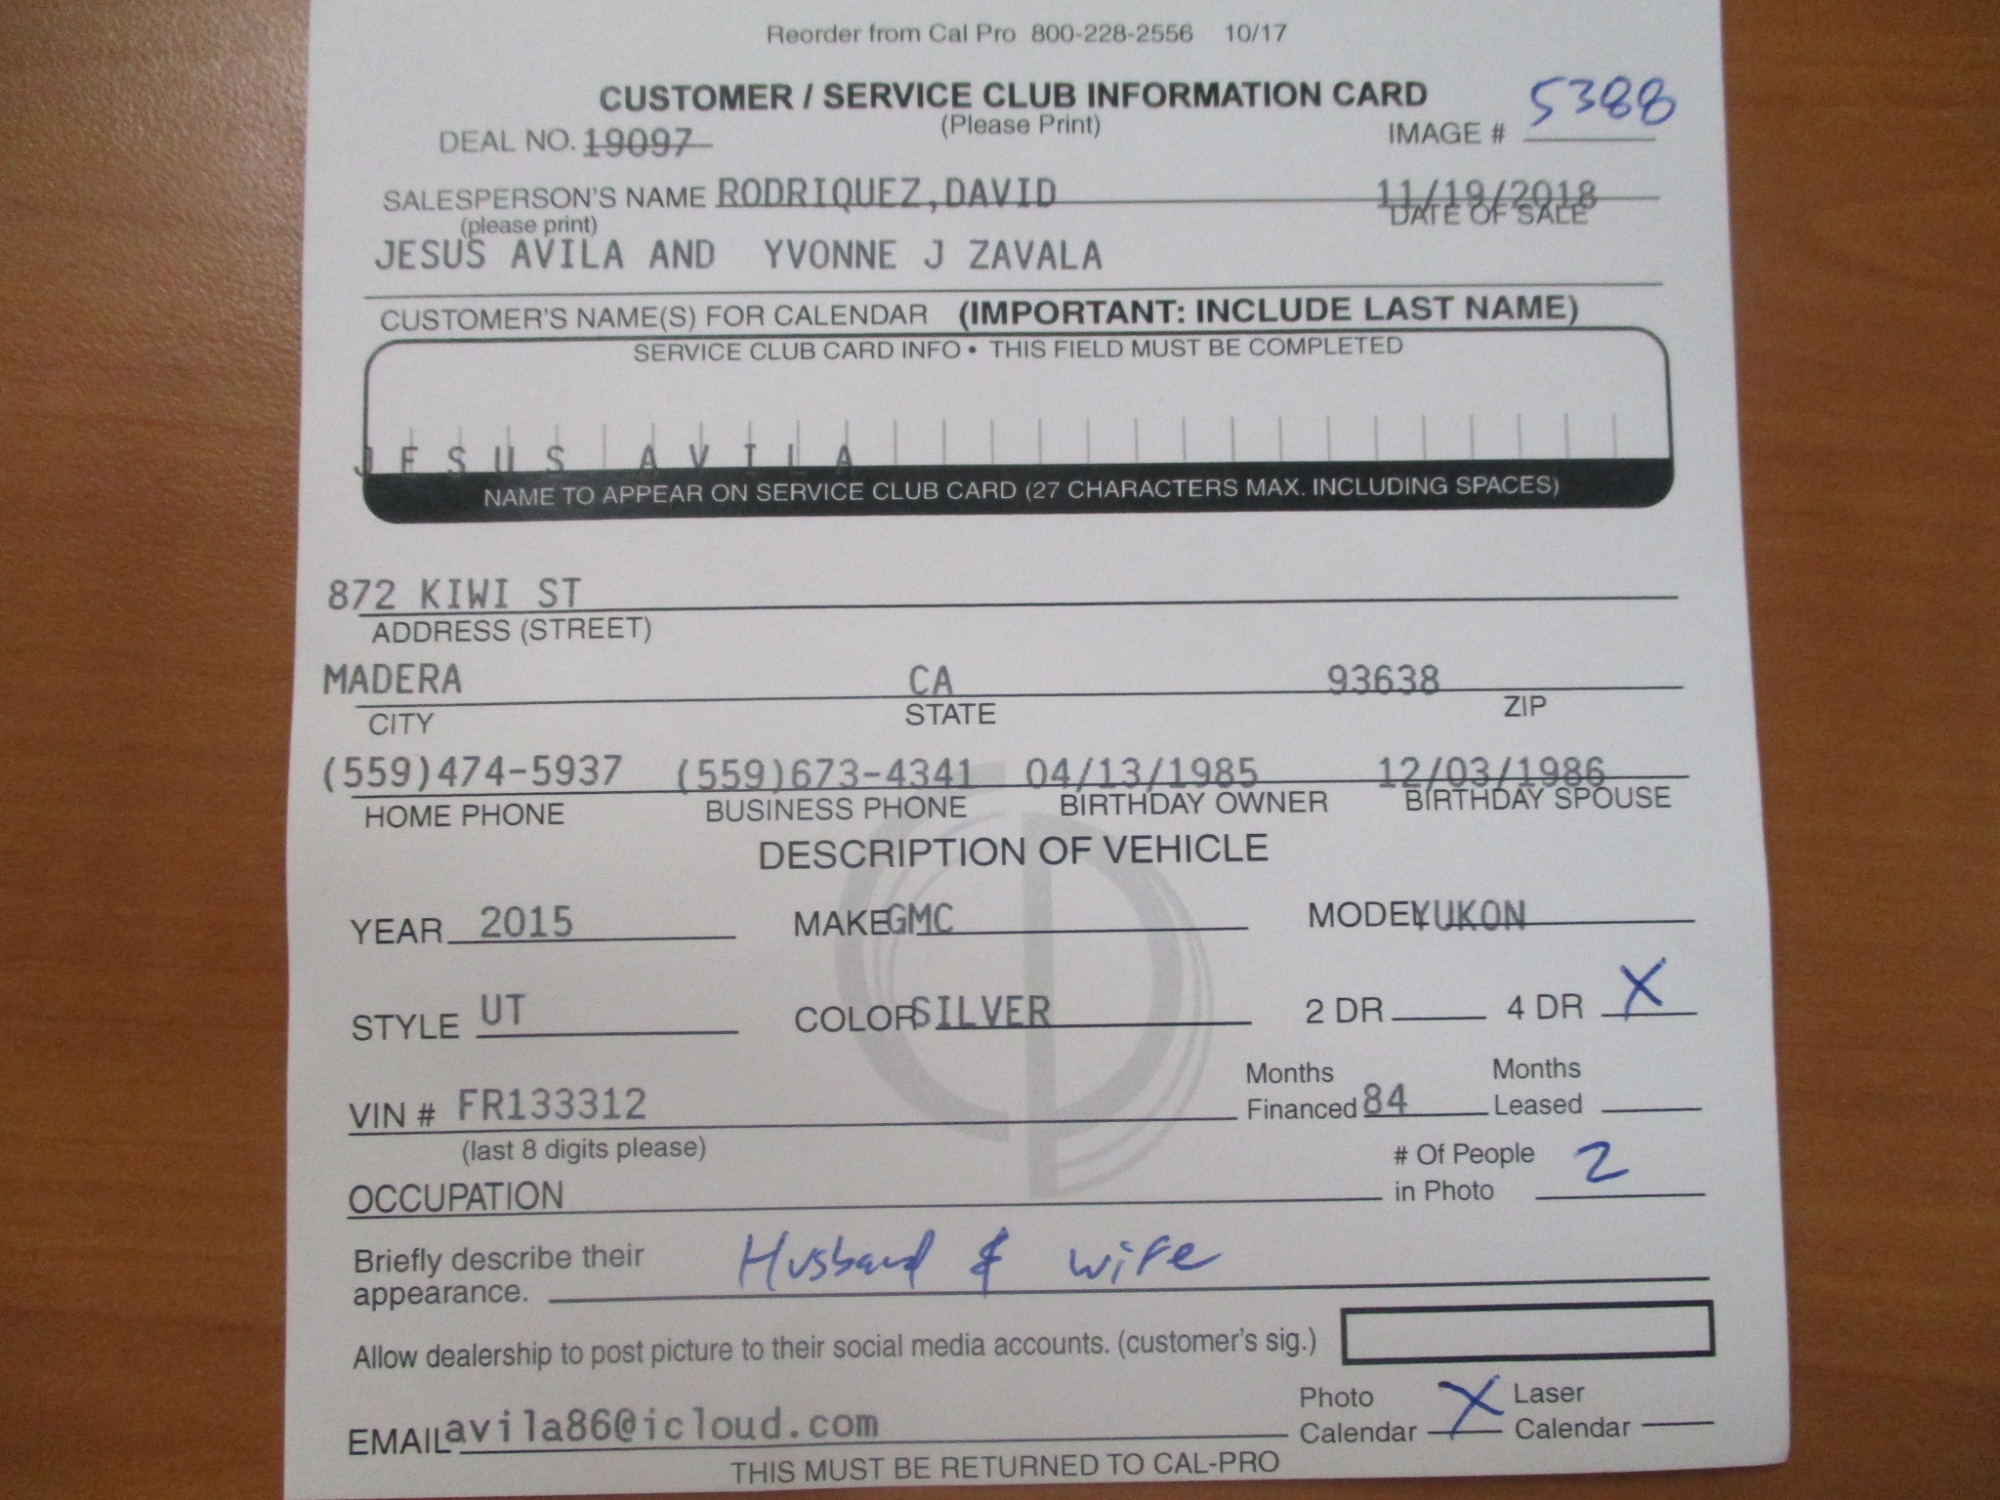 Reorder from Cal Pro 800-228-2556 10/17
CUSTOMER / SERVICE CLUB INFORMATION CARD
(Please Print)
DEAL NO. 19097
IMAGE # 5388
SALESPERSON'S NAME RODRIQUEZ,DAVID 11/19/2018
(please print) DATE OF SALE
JESUS AVILA AND YVONNE J ZAVALA
CUSTOMER'S NAME(S) FOR CALENDAR (IMPORTANT: INCLUDE LAST NAME)
SERVICE CLUB CARD INFO • THIS FIELD MUST BE COMPLETED
JESUS AVILA
NAME TO APPEAR ON SERVICE CLUB CARD (27 CHARACTERS MAX. INCLUDING SPACES)
872 KIWI ST
ADDRESS (STREET)
MADERA CA 93638
CITY STATE ZIP
(559)474-5937 (559)673-4341 04/13/1985 12/03/1986
HOME PHONE BUSINESS PHONE BIRTHDAY OWNER BIRTHDAY SPOUSE
DESCRIPTION OF VEHICLE
YEAR 2015 MAKE GMC MODEL YUKON
STYLE UT COLOR SILVER 2 DR 4 DR X
VIN # FR133312 Months Financed 84 Months Leased
(last 8 digits please)
OCCUPATION # Of People in Photo 2
Briefly describe their appearance. Husband & wife
Allow dealership to post picture to their social media accounts. (customer's sig.)
EMAIL avila86@icloud.com Photo Calendar X Laser Calendar
THIS MUST BE RETURNED TO CAL-PRO